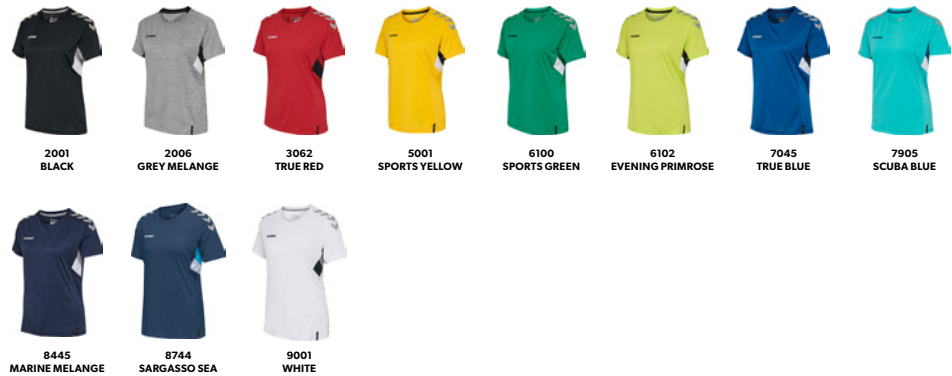 2001
BLACK
2006
GREY MELANGE
3062
TRUE RED
5001
SPORTS YELLOW
6100
SPORTS GREEN
6102
EVENING PRIMROSE
7045
TRUE BLUE
7905
SCUBA BLUE
8445
MARINE MELANGE
8744
SARGASSO SEA
9001
WHITE